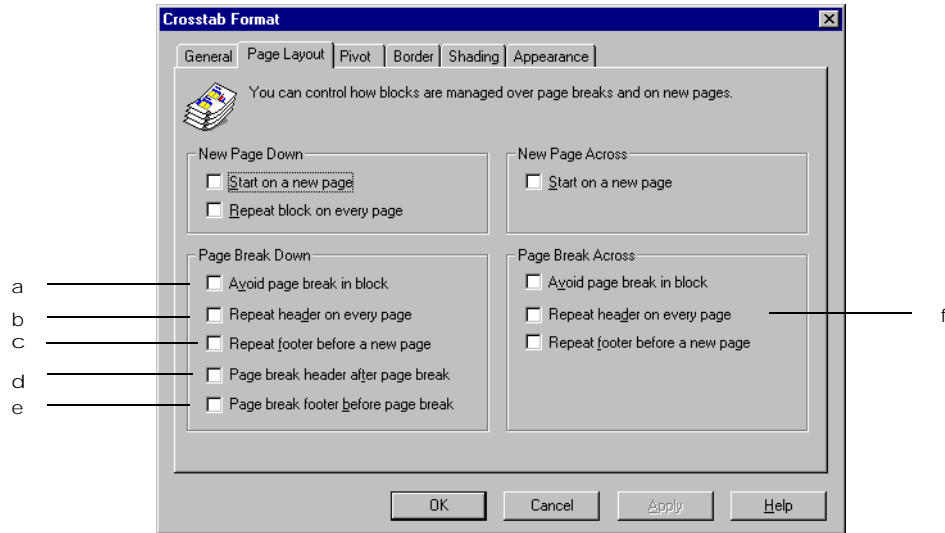 Crosstab Format
General Page Layout Pivot Border Shading Appearance
You can control how blocks are managed over page breaks and on new pages.
New Page Down
Start on a new page
Repeat block on every page
New Page Across
Start on a new page
Page Break Down
a Avoid page break in block
b Repeat header on every page
c Repeat footer before a new page
d Page break header after page break
e Page break footer before page break
Page Break Across
Avoid page break in block
Repeat header on every page f
Repeat footer before a new page
OK Cancel Apply Help